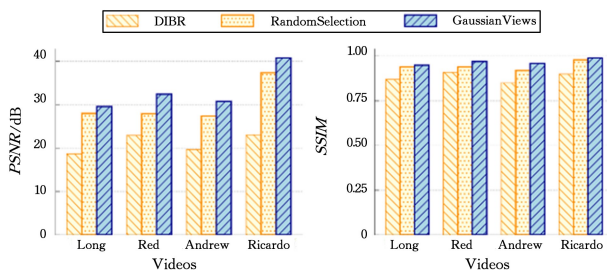 DIBR RandomSelection GaussianViews
PSNR/dB
40
30
20
10
0
Long Red Andrew Ricardo
Videos
SSIM
1.00
0.75
0.50
0.25
0
Long Red Andrew Ricardo
Videos